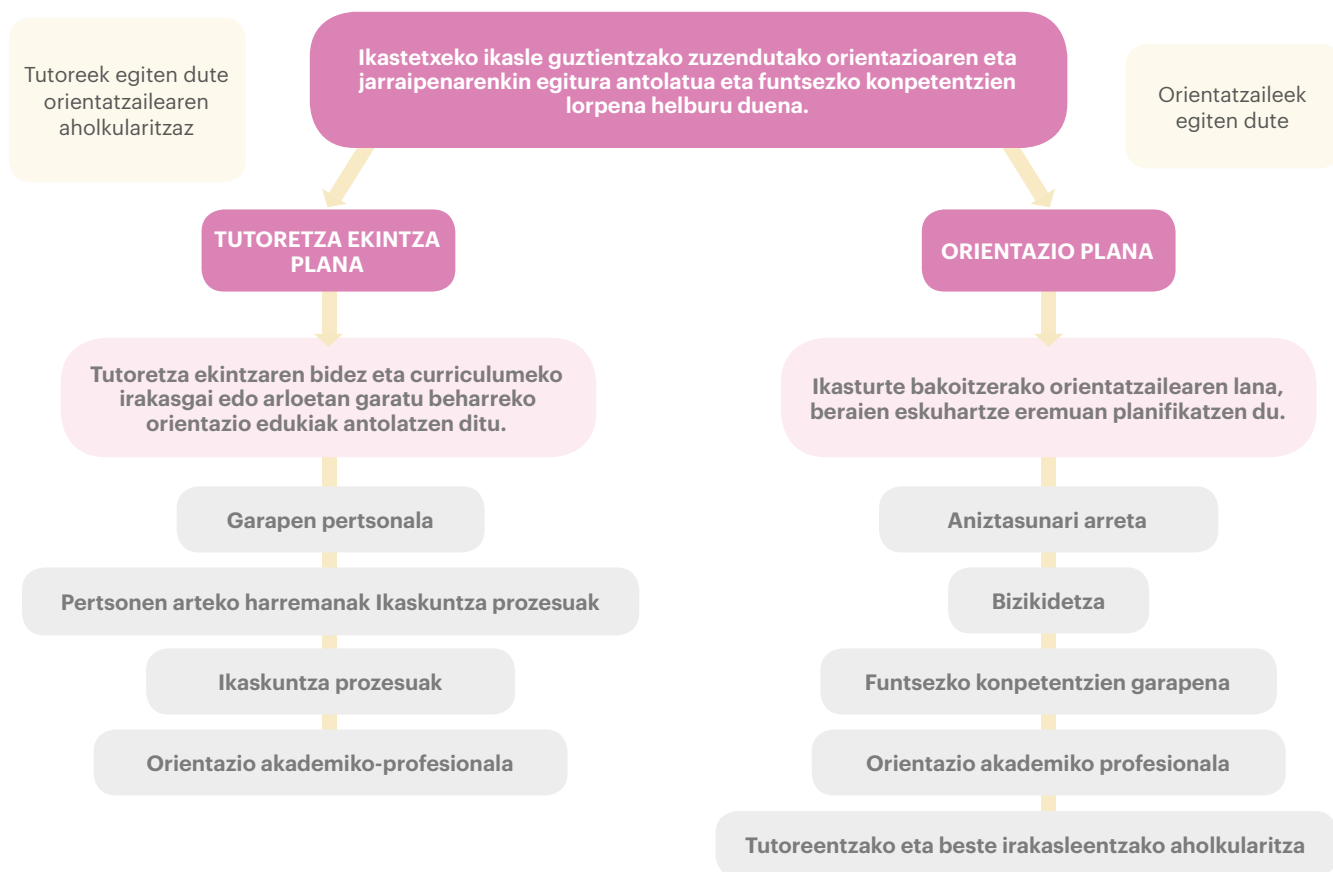 Tutoreek egiten dute
orientatzailearen
aholkularitzaz
Ikastetxeko ikasle guztientzako zuzendutako orientazioaren eta
jarraipenarenkin egitura antolatua eta funtsezko konpetentzien
lorpena helburu duena.
Orientatzaileek
egiten dute
TUTORETZA EKINTZA
PLANA
Tutoretza ekintzaren bidez eta curriculumeko
irakasgai edo arloetan garatu beharreko
orientazio edukiak antolatzen ditu.
Garapen pertsonala
Pertsonen arteko harremanak Ikaskuntza prozesuak
Ikaskuntza prozesuak
Orientazio akademiko-profesionala
ORIENTAZIO PLANA
Ikasturte bakoitzerako orientatzailearen lana,
beraien eskuhartze eremuan planifikatzen du.
Aniztasunari arreta
Bizikidetza
Funtsezko konpetentzien garapena
Orientazio akademiko profesionala
Tutoreentzako eta beste irakasleentzako aholkularitza